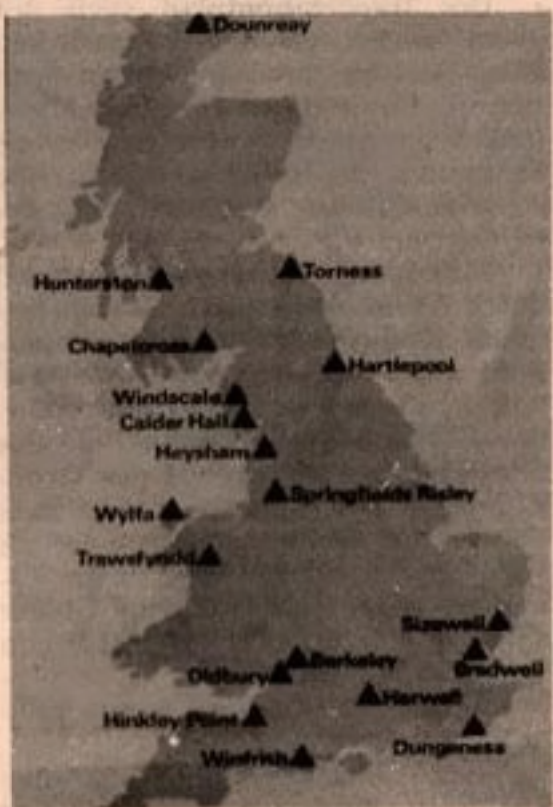 Dounreay
Torness
Hunterston
Chapelcross
Hartlepool
Windscale
Calder Hall
Heysham
Springfields Risley
Wylfa
Trawsfynydd
Sizewell
Berkeley
Bradwell
Oldbury
Harwell
Hinkley Point
Dungeness
Winfrith